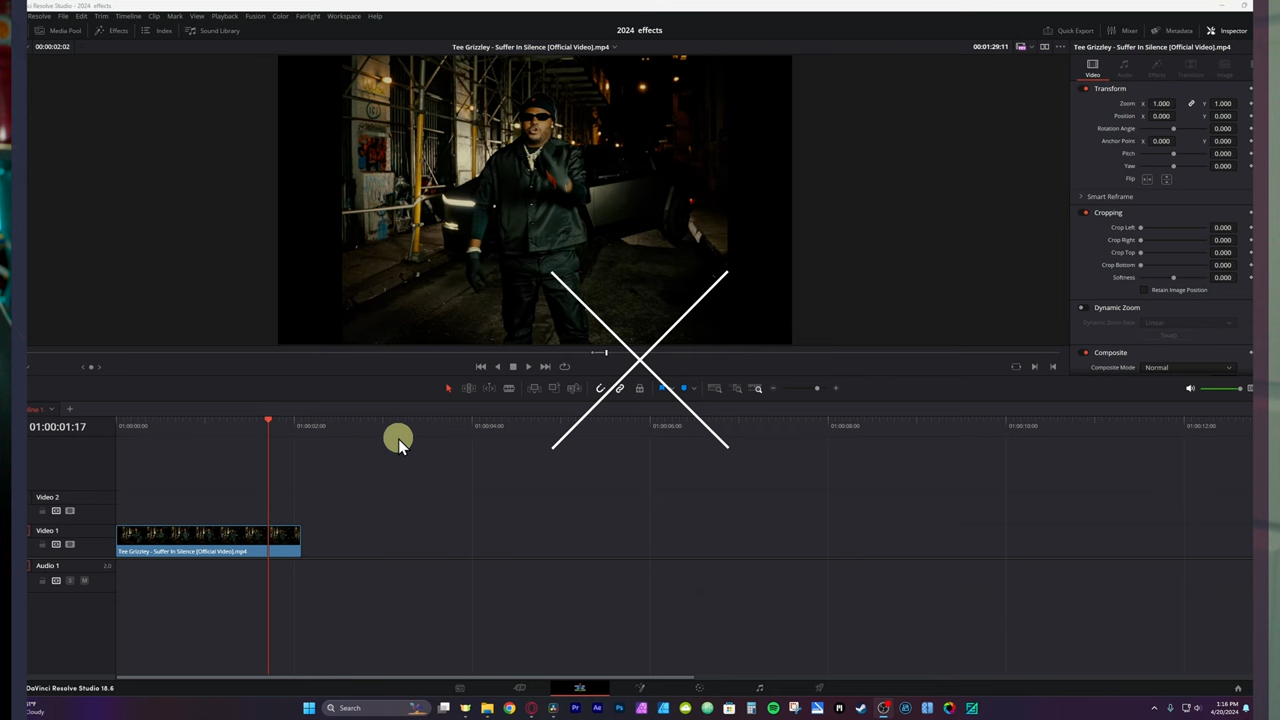 nci Resolve Studio - 2024 effects
Resolve File Edit Trim Timeline Clip Mark View Playback Fusion Color Fairlight Workspace Help
Media Pool Effects Index Sound Library 2024 effects Quick Export Mixer Metadata Inspector
00:00:02:02 Tee Grizzley - Suffer In Silence [Official Video].mp4 00:01:29:11 Tee Grizzley - Suffer In Silence [Official Video].mp4
Video Audio Effects Transition Image
Transform
Zoom X 1.000 Y 1.000
Position X 0.000 Y 0.000
Rotation Angle 0.000
Anchor Point X 0.000 Y 0.000
Pitch 0.000
Yaw 0.000
Flip
Smart Reframe
Cropping
Crop Left 0.000
Crop Right 0.000
Crop Top 0.000
Crop Bottom 0.000
Softness 0.000
Retain Image Position
Dynamic Zoom
Dynamic Zoom Ease Linear
Swap
Composite
Composite Mode Normal
line 1
01:00:01:17 01:00:00:00 01:00:02:00 01:00:04:00 01:00:06:00 01:00:08:00 01:00:10:00 01:00:12:00
Video 2
Video 1
Tee Grizzley - Suffer In Silence [Official Video].mp4
Audio 1 2.0
S M
DaVinci Resolve Studio 18.6
Cloudy
Search
1:16 PM
4/20/2024